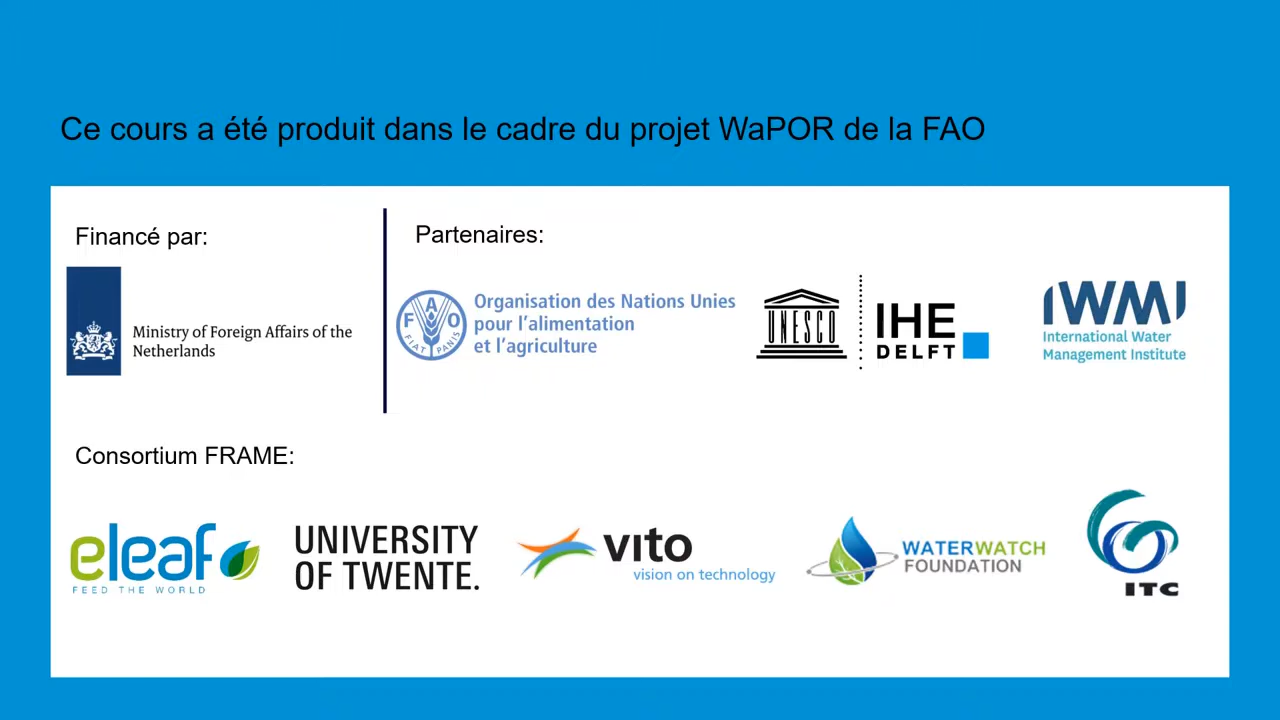 Ce cours a été produit dans le cadre du projet WaPOR de la FAO
Financé par:
Ministry of Foreign Affairs of the
Netherlands
Partenaires:
FAO
FIAT PANIS
Organisation des Nations Unies
pour l'alimentation
et l'agriculture
UNESCO
IHE
DELFT
IWMI
International Water
Management Institute
Consortium FRAME:
eleaf
FEED THE WORLD
UNIVERSITY
OF TWENTE.
vito
vision on technology
WATERWATCH
FOUNDATION
ITC